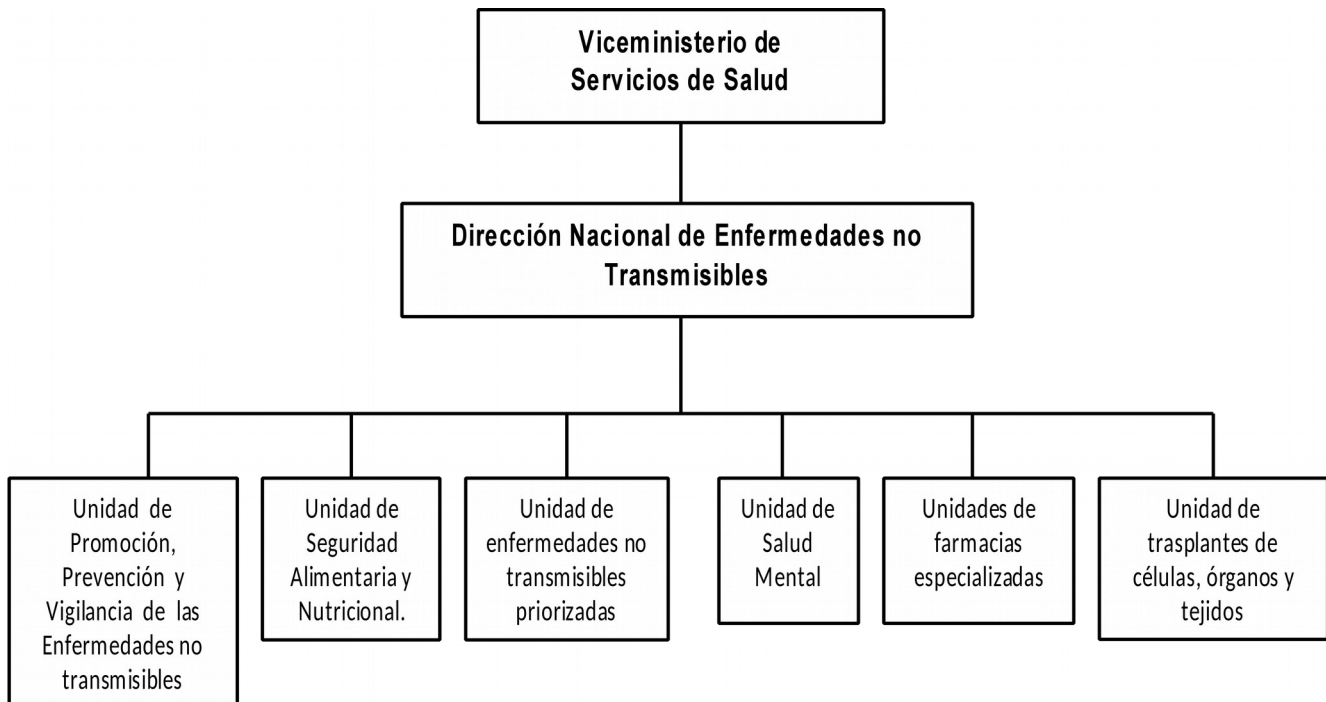 Viceministerio de
Servicios de Salud
Dirección Nacional de Enfermedades no
Transmisibles
Unidad de
Promoción,
Prevención y
Vigilancia de las
Enfermedades no
transmisibles
Unidad de
Seguridad
Alimentaria y
Nutricional.
Unidad de
enfermedades no
transmisibles
priorizadas
Unidad de
Salud
Mental
Unidades de
farmacias
especializadas
Unidad de
trasplantes de
células, órganos y
tejidos